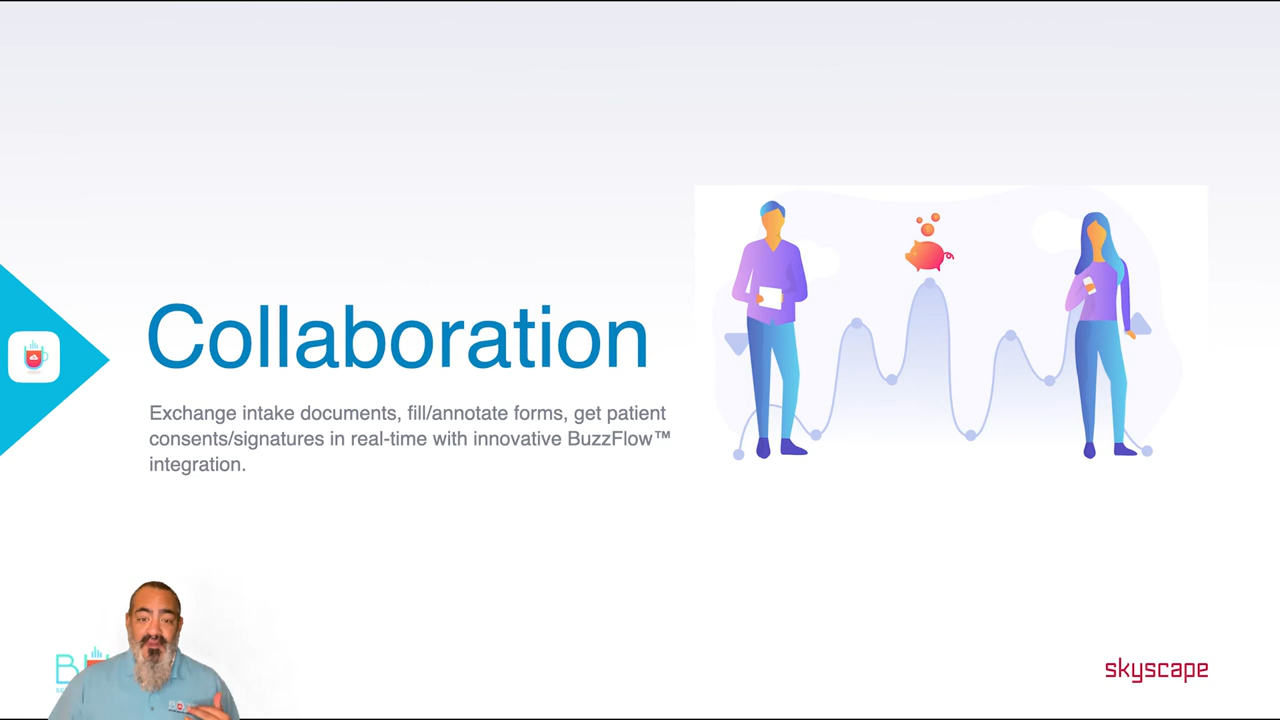 Collaboration
Exchange intake documents, fill/annotate forms, get patient
consents/signatures in real-time with innovative BuzzFlow™
integration.
skyscape